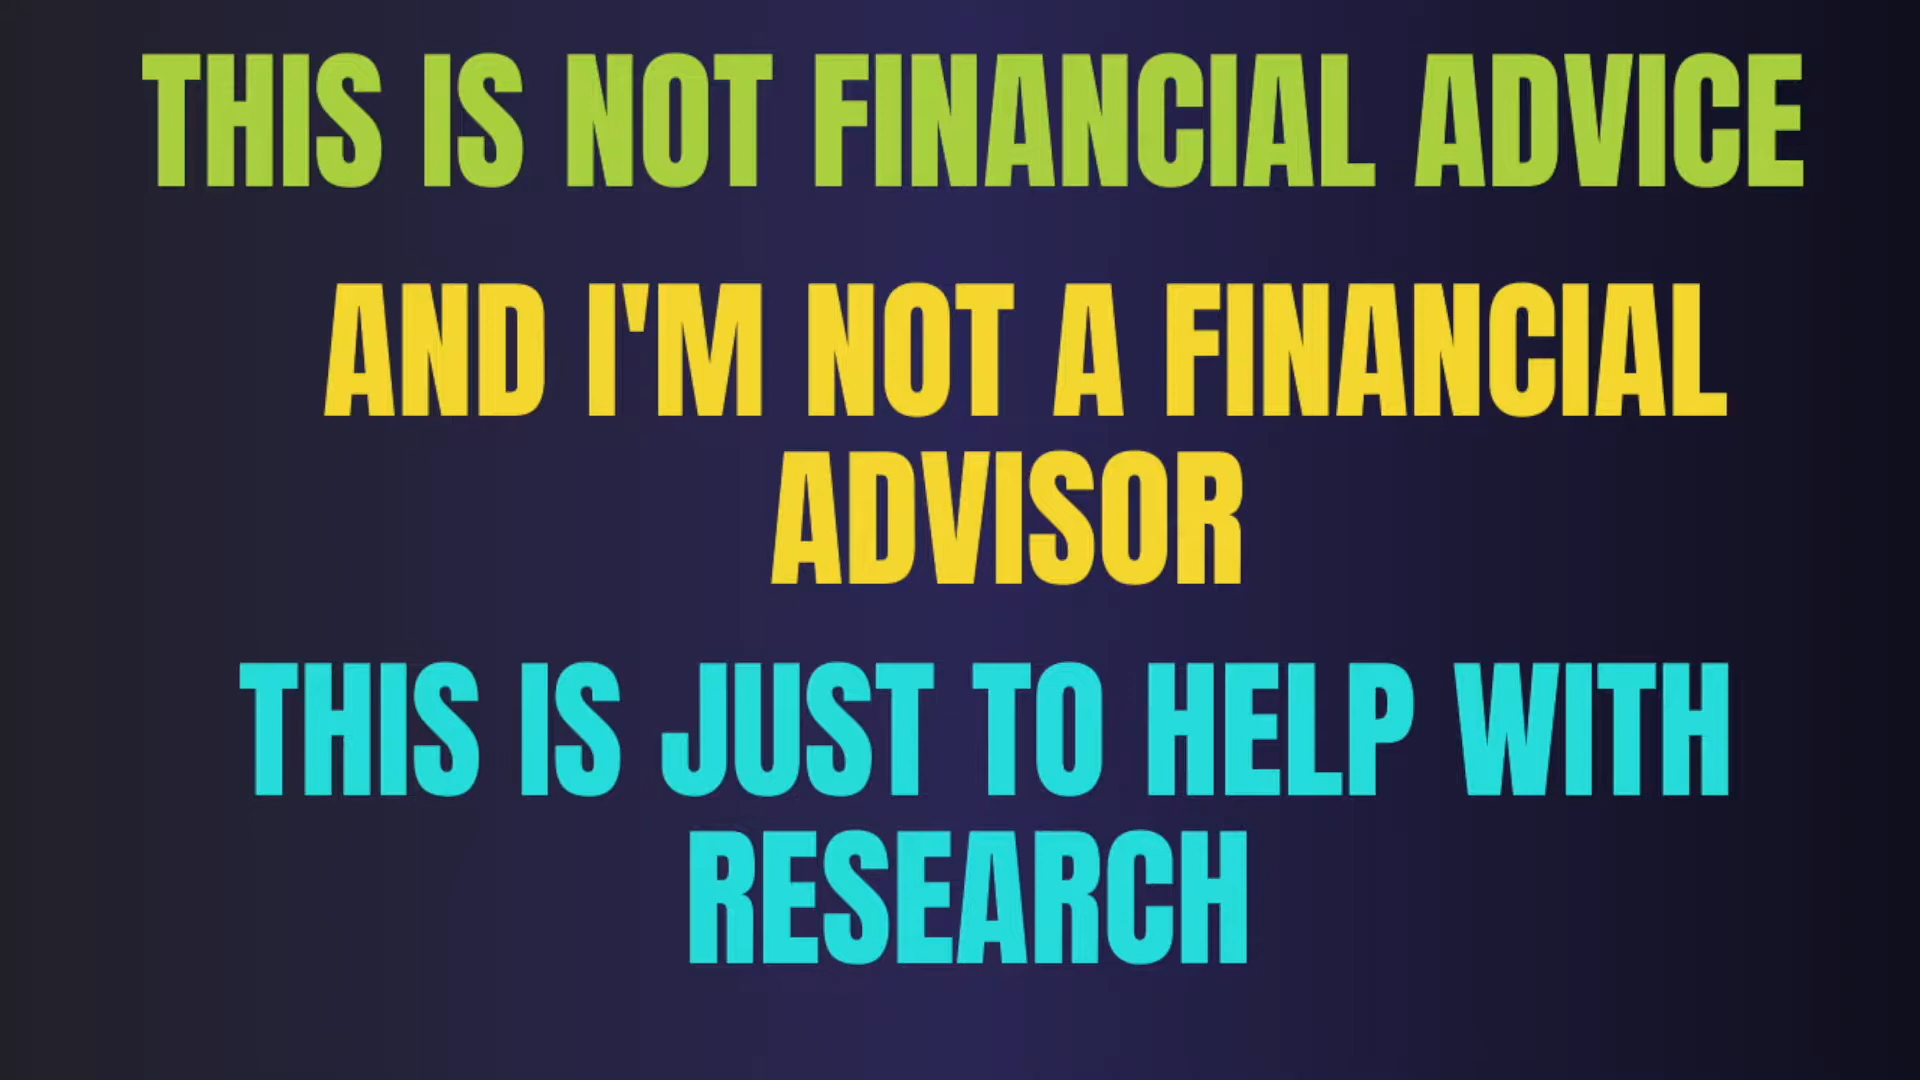 THIS IS NOT FINANCIAL ADVICE
AND I'M NOT A FINANCIAL
ADVISOR
THIS IS JUST TO HELP WITH
RESEARCH